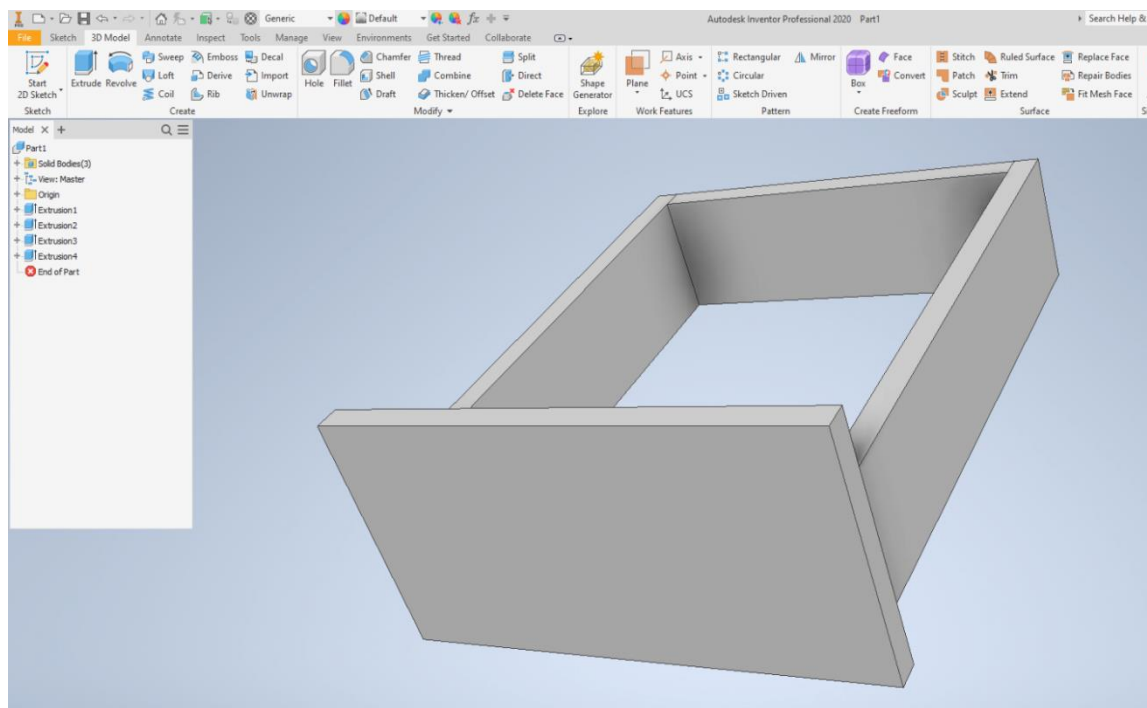 Generic Default fx Autodesk Inventor Professional 2020 Part1 Search Help &
File Sketch 3D Model Annotate Inspect Tools Manage View Environments Get Started Collaborate
Sweep Emboss Decal Chamfer Thread Split Axis Rectangular Mirror Face Stitch Ruled Surface Replace Face
Start 2D Sketch Extrude Revolve Loft Derive Import Hole Fillet Shell Combine Direct Shape Generator Plane Point Circular Box Convert Patch Trim Repair Bodies
Coil Rib Unwrap Draft Thicken/ Offset Delete Face UCS Sketch Driven Sculpt Extend Fit Mesh Face
Sketch Create Modify Explore Work Features Pattern Create Freeform Surface S
Model X +
Part1
Solid Bodies(3)
View: Master
Origin
Extrusion1
Extrusion2
Extrusion3
Extrusion4
End of Part